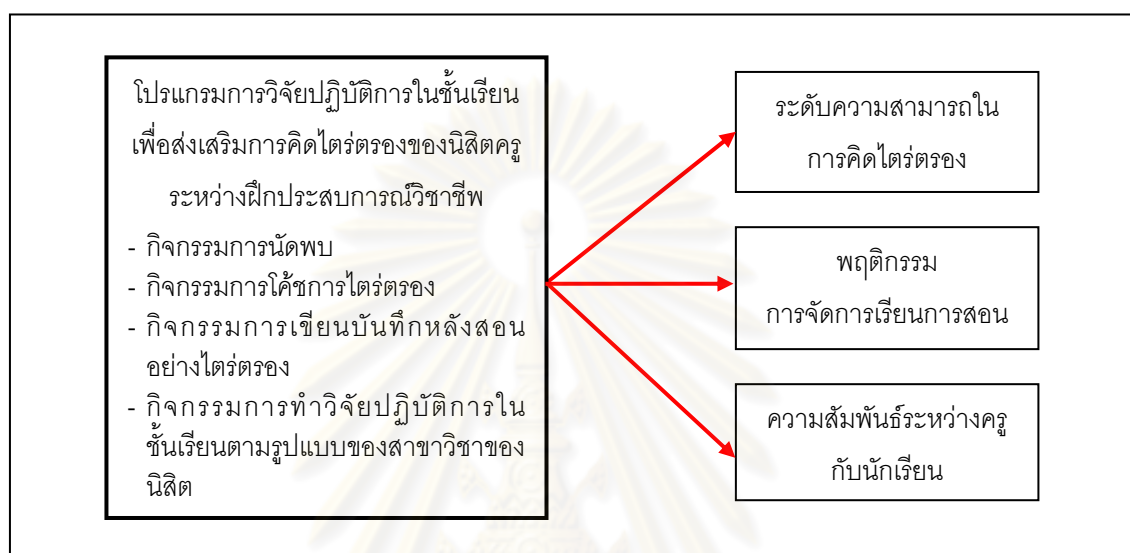 โปรแกรมการวิจัยปฏิบัติการในชั้นเรียน
เพื่อส่งเสริมการคิดไตร่ตรองของนิสิตครู
ระหว่างฝึกประสบการณ์วิชาชีพ
- กิจกรรมการนัดพบ
- กิจกรรมการโค้ชการไตร่ตรอง
- กิจกรรมการเขียนบันทึกหลังสอน
อย่างไตร่ตรอง
- กิจกรรมการทำวิจัยปฏิบัติการใน
ชั้นเรียนตามรูปแบบของสาขาวิชาของ
นิสิต
ระดับความสามารถใน
การคิดไตร่ตรอง
พฤติกรรม
การจัดการเรียนการสอน
ความสัมพันธ์ระหว่างครู
กับนักเรียน